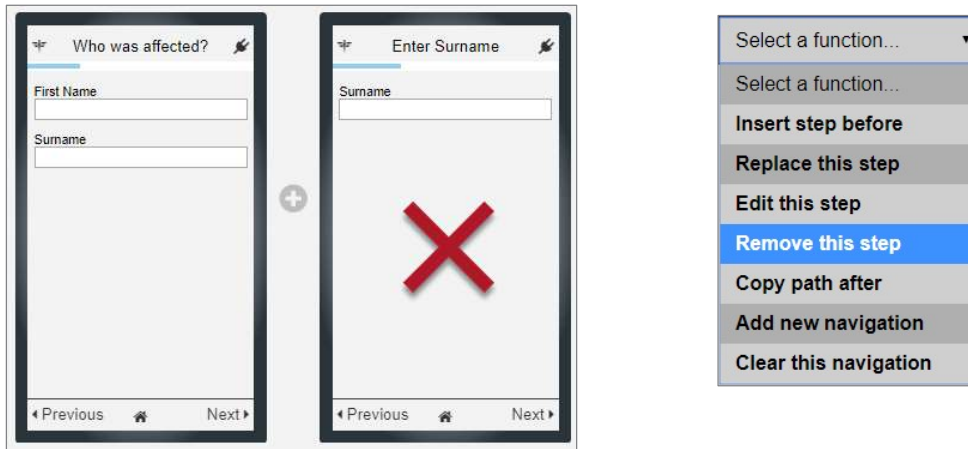 Who was affected?
First Name
Surname
Previous
Next
Enter Surname
Surname
Previous
Next
Select a function...
Select a function...
Insert step before
Replace this step
Edit this step
Remove this step
Copy path after
Add new navigation
Clear this navigation